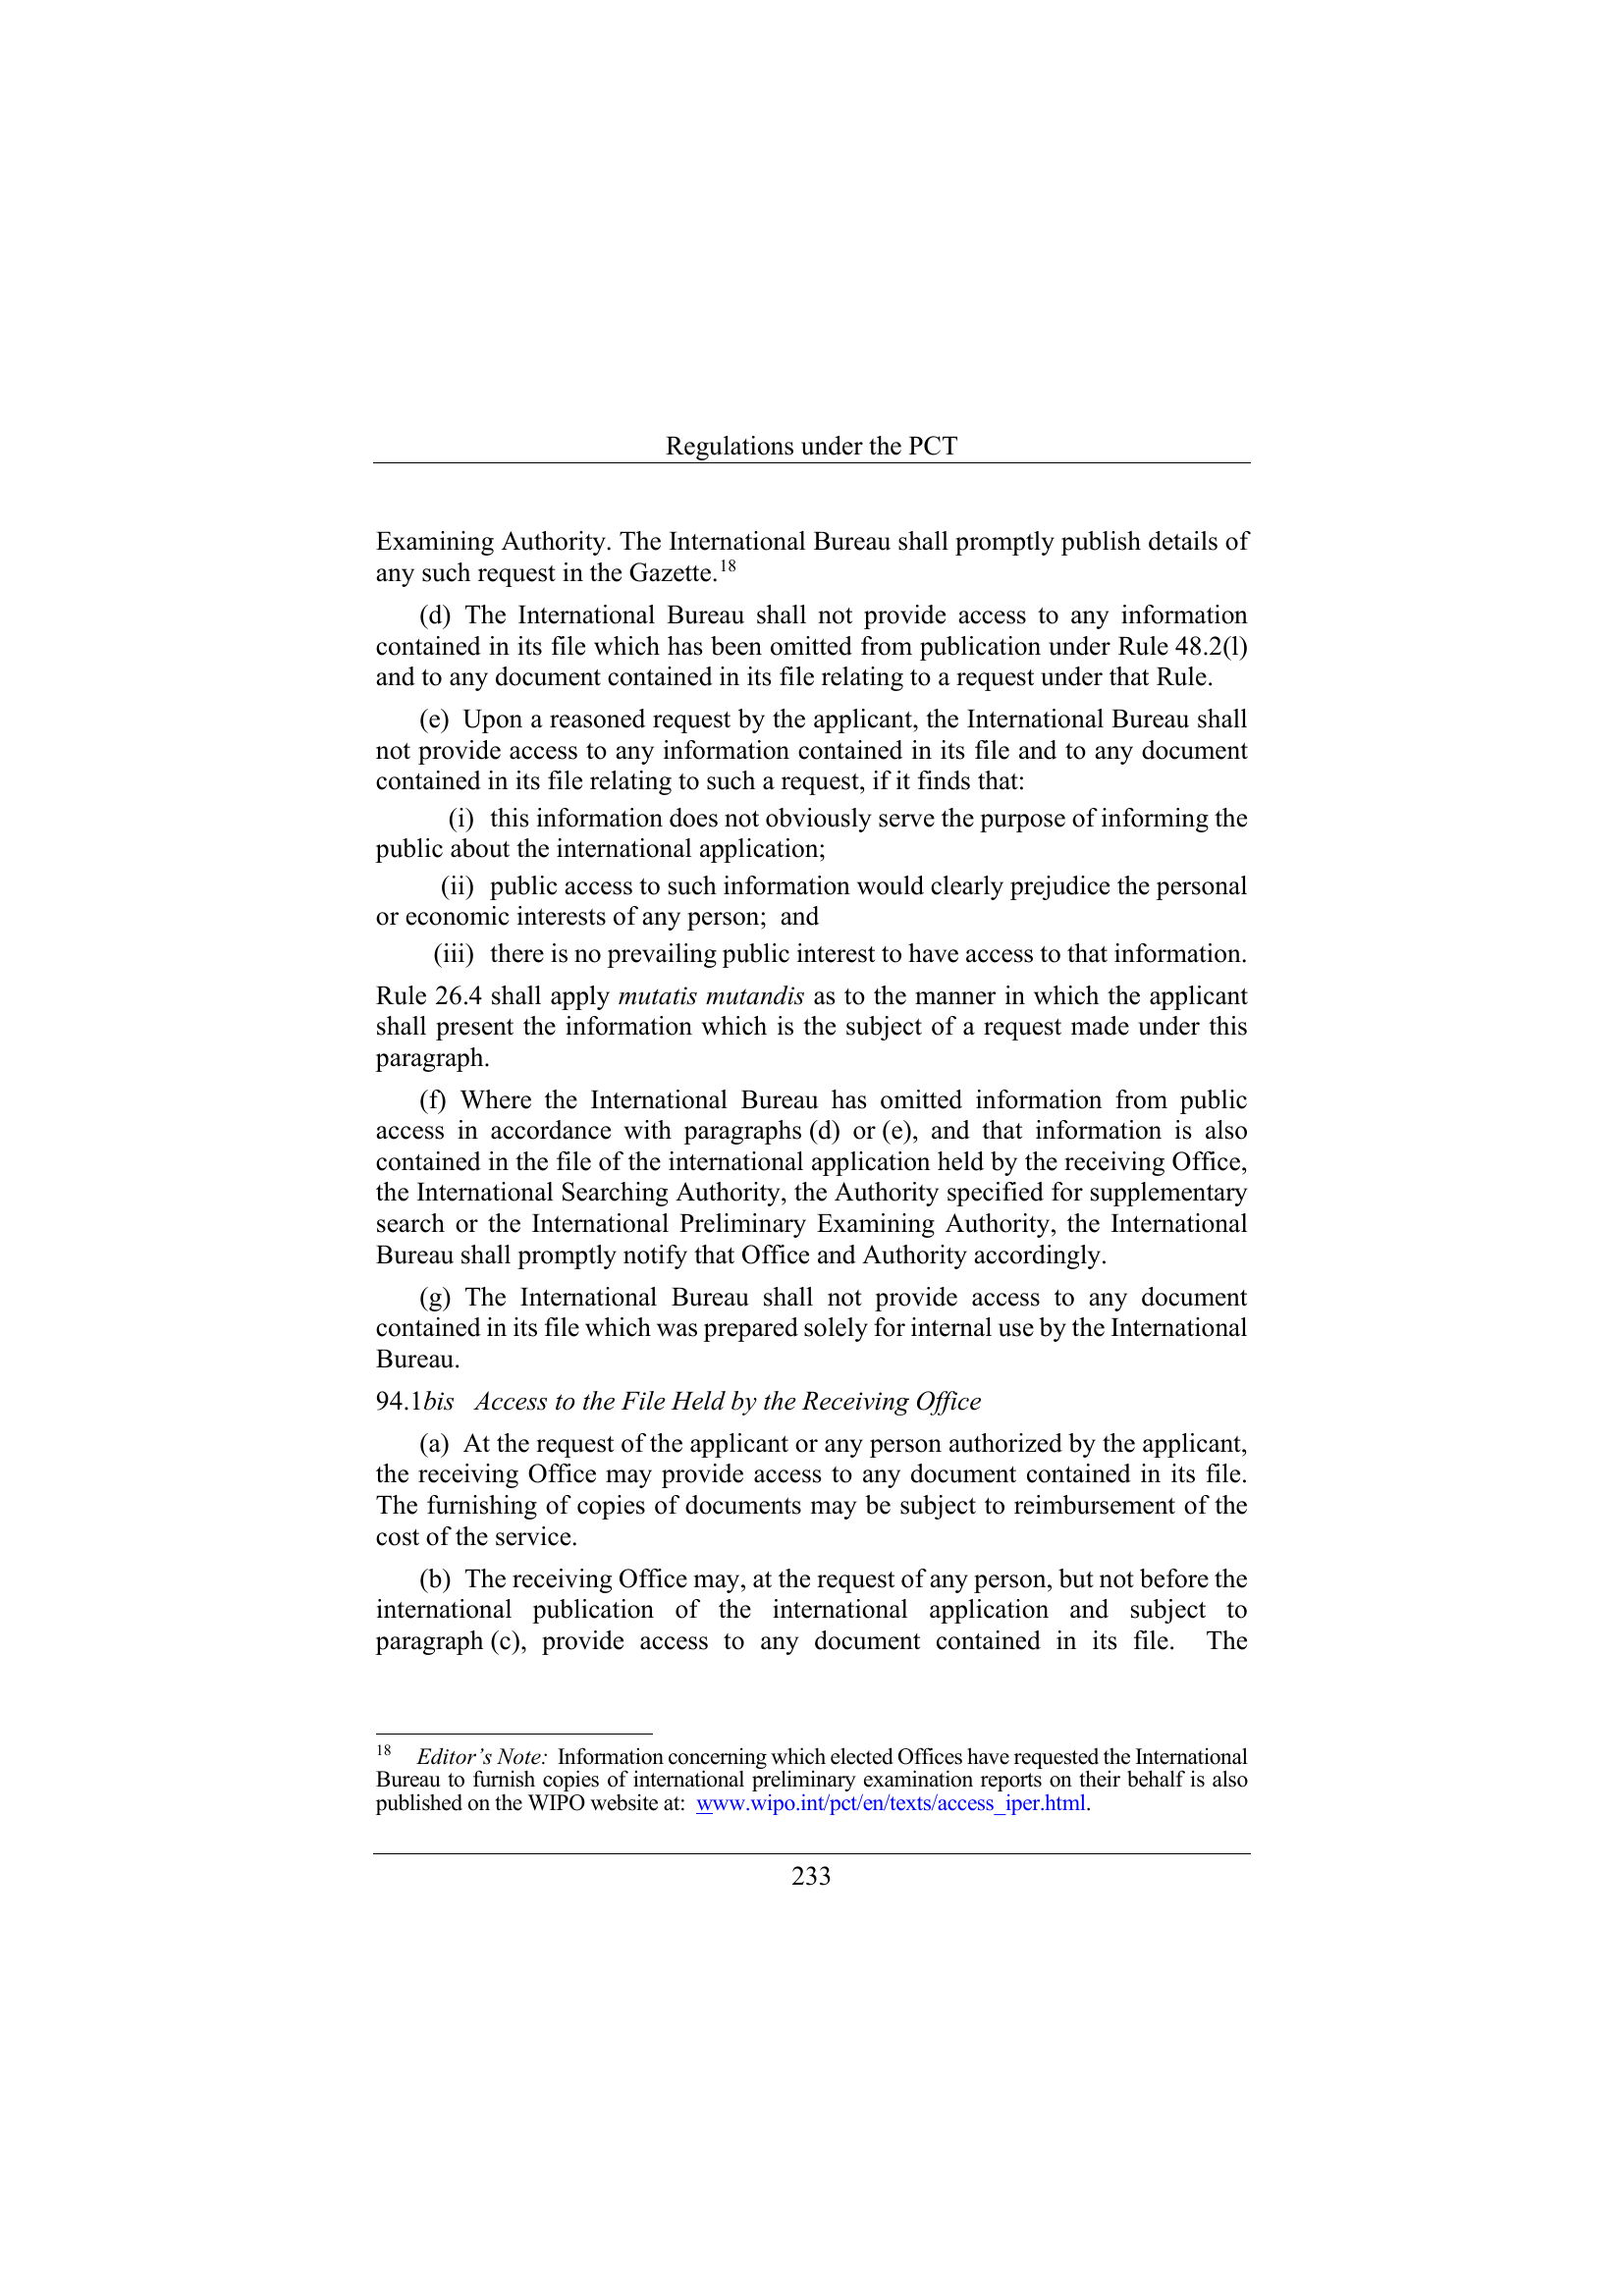 Regulations under the PCT
Examining Authority. The International Bureau shall promptly publish details of
any such request in the Gazette.18
(d) The International Bureau shall not provide access to any information
contained in its file which has been omitted from publication under Rule 48.2(l)
and to any document contained in its file relating to a request under that Rule.
(e) Upon a reasoned request by the applicant, the International Bureau shall
not provide access to any information contained in its file and to any document
contained in its file relating to such a request, if it finds that:
(i) this information does not obviously serve the purpose of informing the
public about the international application;
(ii) public access to such information would clearly prejudice the personal
or economic interests of any person; and
(iii) there is no prevailing public interest to have access to that information.
Rule 26.4 shall apply mutatis mutandis as to the manner in which the applicant
shall present the information which is the subject of a request made under this
paragraph.
(f) Where the International Bureau has omitted information from public
access in accordance with paragraphs (d) or (e), and that information is also
contained in the file of the international application held by the receiving Office,
the International Searching Authority, the Authority specified for supplementary
search or the International Preliminary Examining Authority, the International
Bureau shall promptly notify that Office and Authority accordingly.
(g) The International Bureau shall not provide access to any document
contained in its file which was prepared solely for internal use by the International
Bureau.
94.1bis Access to the File Held by the Receiving Office
(a) At the request of the applicant or any person authorized by the applicant,
the receiving Office may provide access to any document contained in its file.
The furnishing of copies of documents may be subject to reimbursement of the
cost of the service.
(b) The receiving Office may, at the request of any person, but not before the
international publication of the international application and subject to
paragraph (c), provide access to any document contained in its file. The
18 Editor's Note: Information concerning which elected Offices have requested the International
Bureau to furnish copies of international preliminary examination reports on their behalf is also
published on the WIPO website at: www.wipo.int/pct/en/texts/access_iper.html.
233